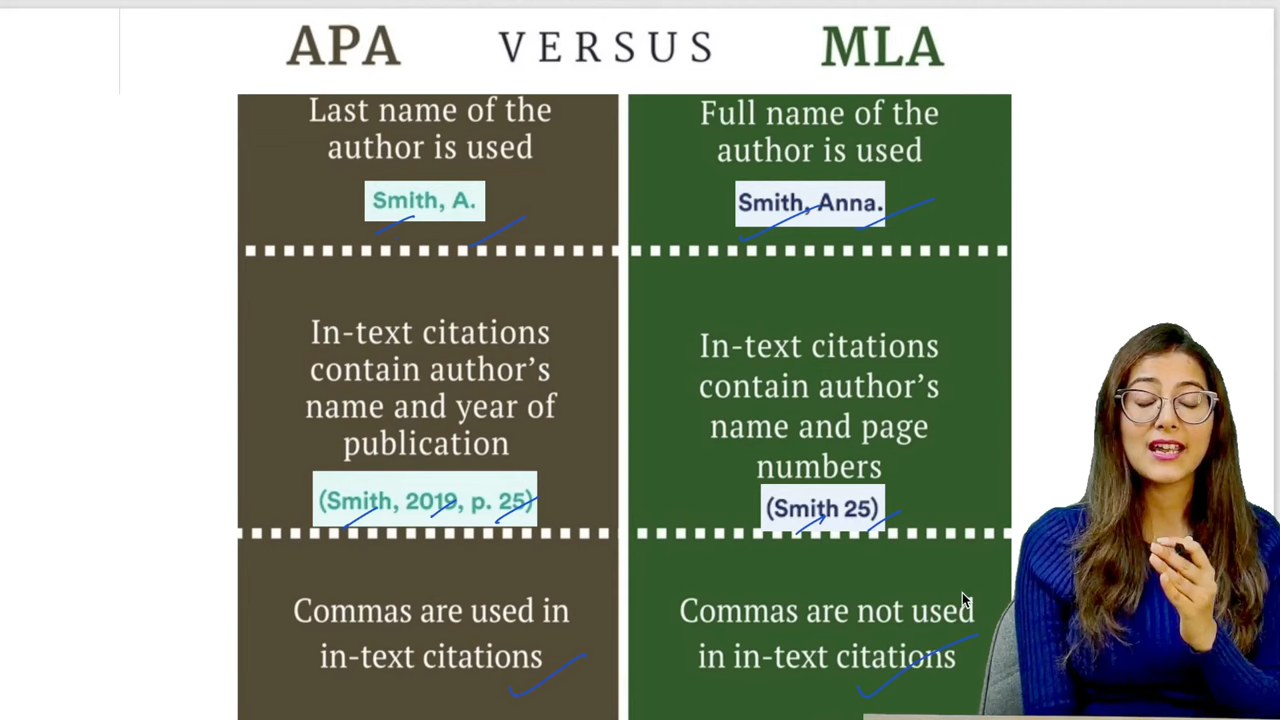 APA VERSUS MLA
Last name of the
author is used
Smith, A.
In-text citations
contain author’s
name and year of
publication
(Smith, 2019, p. 25)
Commas are used in
in-text citations
Full name of the
author is used
Smith, Anna.
In-text citations
contain author’s
name and page
numbers
(Smith 25)
Commas are not used
in in-text citations